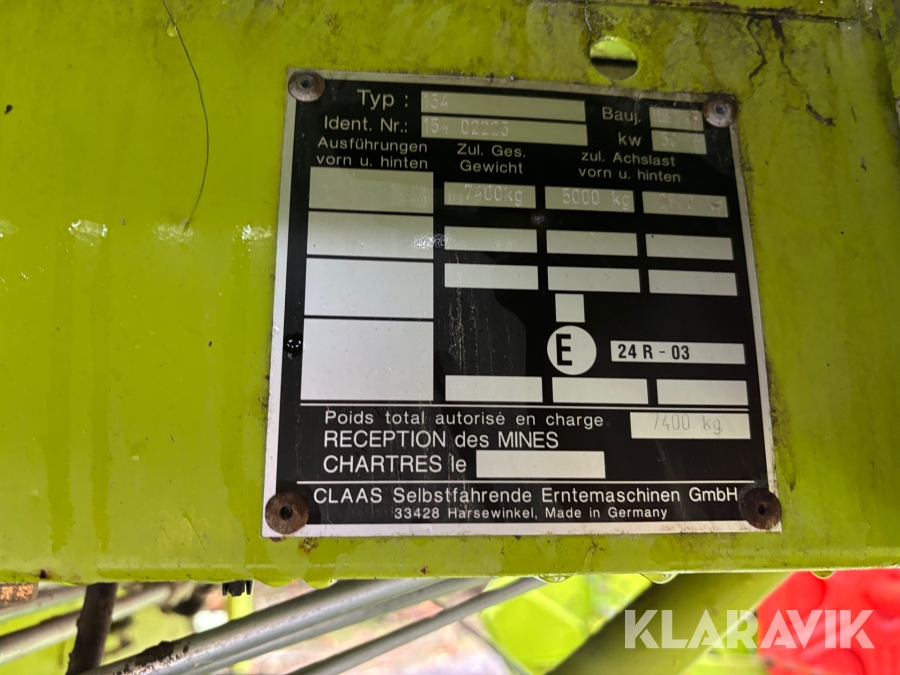 Typ :
Ident. Nr.: 02223
Bauj.
kw
Ausführungen
vorn u. hinten
Zul. Ges.
Gewicht
zul. Achslast
vorn u. hinten
7400kg 5000 kg
E
24 R - 03
Poids total autorisé en charge 7400 kg
RECEPTION des MINES
CHARTRES le
CLAAS Selbstfahrende Erntemaschinen GmbH
33428 Harsewinkel, Made in Germany
KLARAVIK